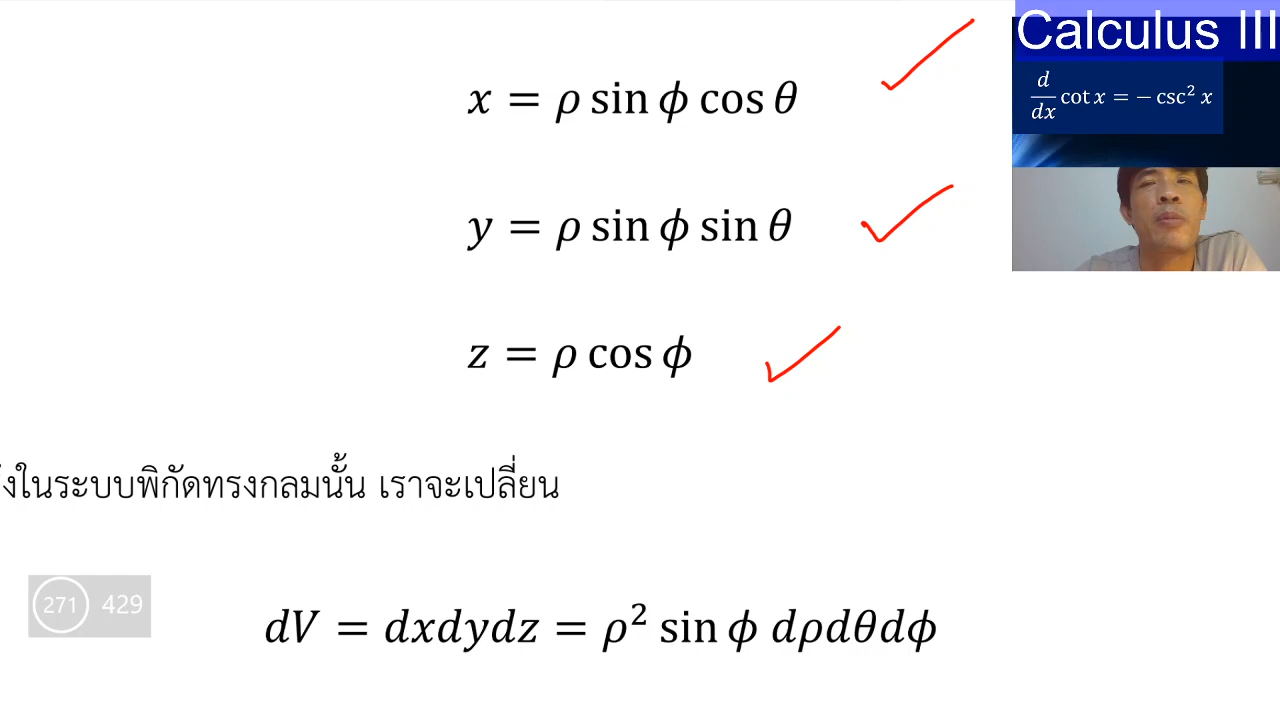 Calculus III
d/dx cot x = − csc² x
x = ρ sin ϕ cos θ
y = ρ sin ϕ sin θ
z = ρ cos ϕ
ในระบบพิกัดทรงกลมนั้น เราจะเปลี่ยน
271 429
dV = dxdydz = ρ² sin ϕ dρdθdϕ